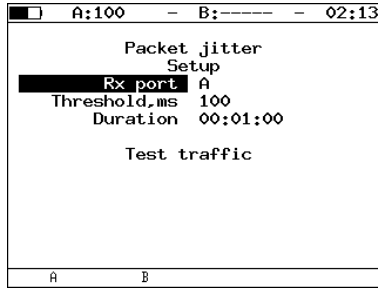 A:100 – B:----- – 02:13
Packet jitter
Setup
Rx port A
Threshold,ms 100
Duration 00:01:00
Test traffic
A B